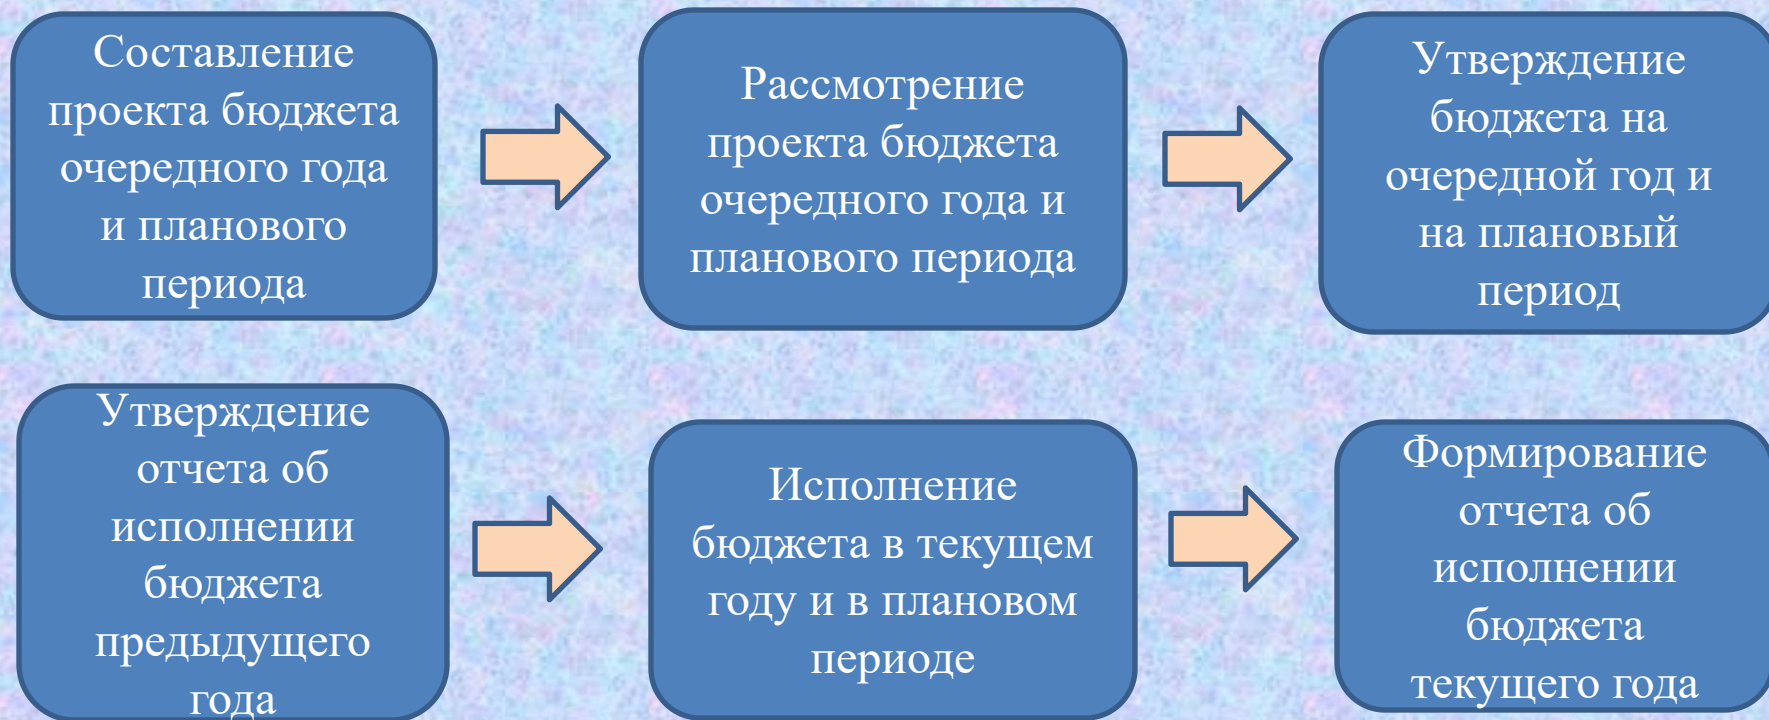 Составление
проекта бюджета
очередного года
и планового
периода
Рассмотрение
проекта бюджета
очередного года и
планового периода
Утверждение
бюджета на
очередной год и
на плановый
период
Утверждение
отчета об
исполнении
бюджета
предыдущего
года
Исполнение
бюджета в текущем
году и в плановом
периоде
Формирование
отчета об
исполнении
бюджета
текущего года